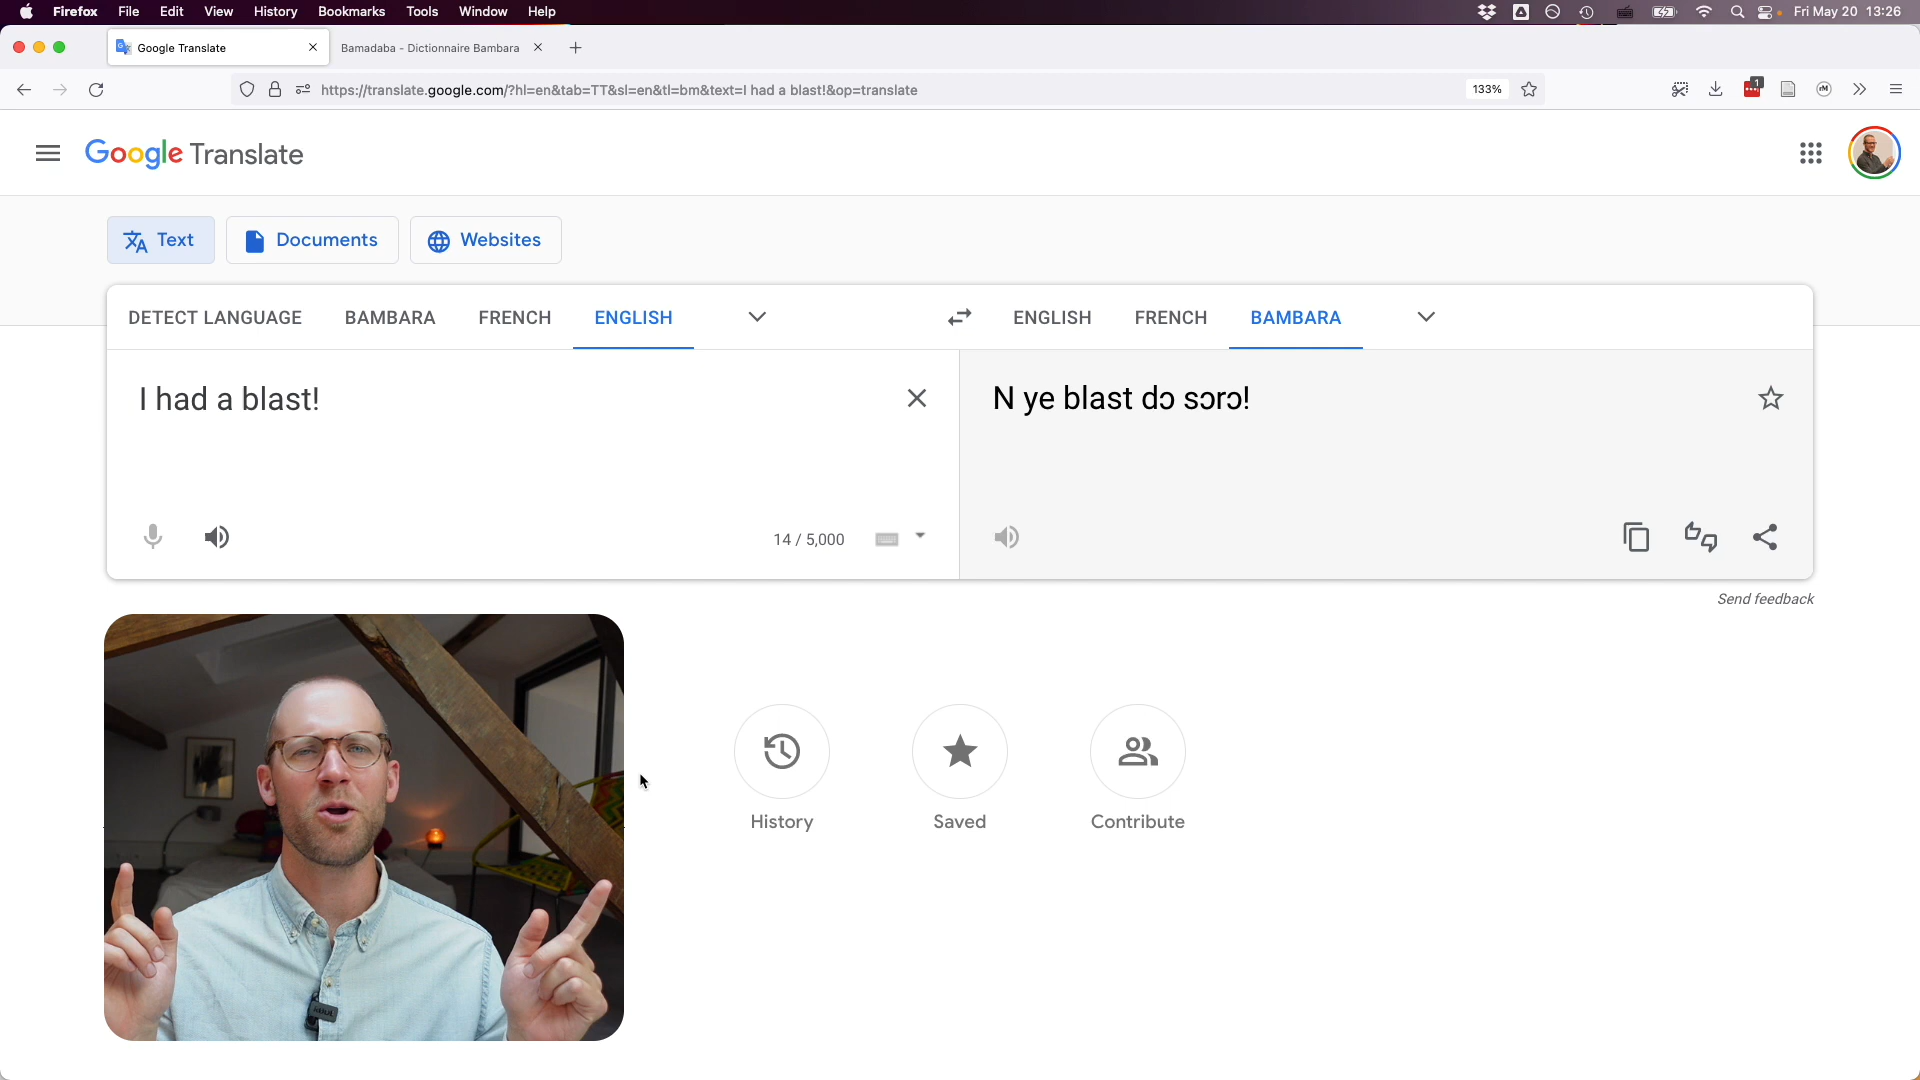 Firefox File Edit View History Bookmarks Tools Window Help
Fri May 20 13:26
Google Translate
Bamadaba - Dictionnaire Bambara
https://translate.google.com/?hl=en&tab=TT&sl=en&tl=bm&text=I had a blast!&op=translate
133%
1
Google Translate
Text
Documents
Websites
DETECT LANGUAGE BAMBARA FRENCH ENGLISH
ENGLISH FRENCH BAMBARA
I had a blast!
N ye blast dɔ sɔrɔ!
14 / 5,000
Send feedback
History
Saved
Contribute